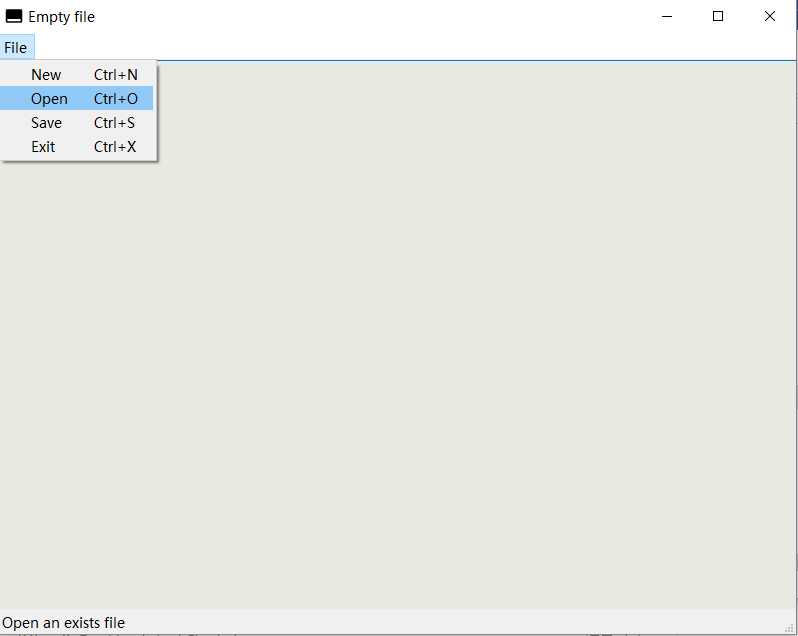 Empty file
File
New Ctrl+N
Open Ctrl+O
Save Ctrl+S
Exit Ctrl+X
Open an exists file